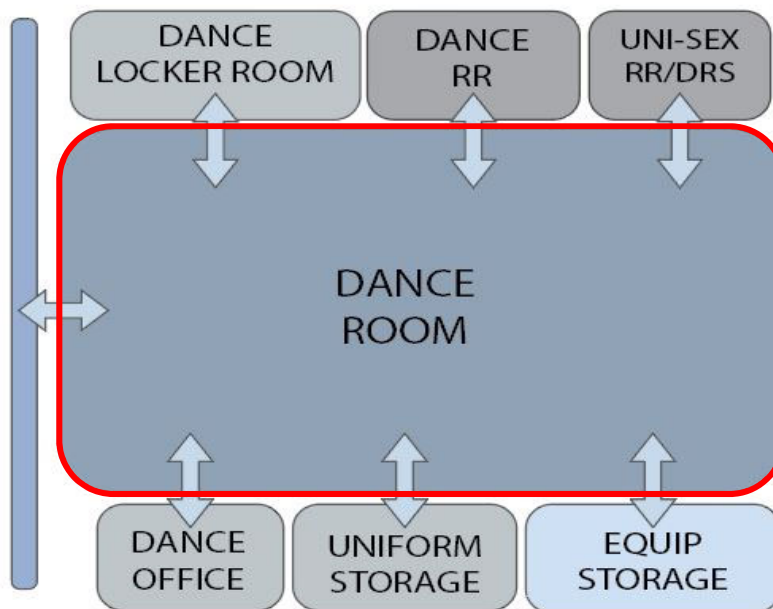 DANCE
LOCKER ROOM
DANCE
RR
UNI-SEX
RR/DRS
DANCE
ROOM
DANCE
OFFICE
UNIFORM
STORAGE
EQUIP
STORAGE